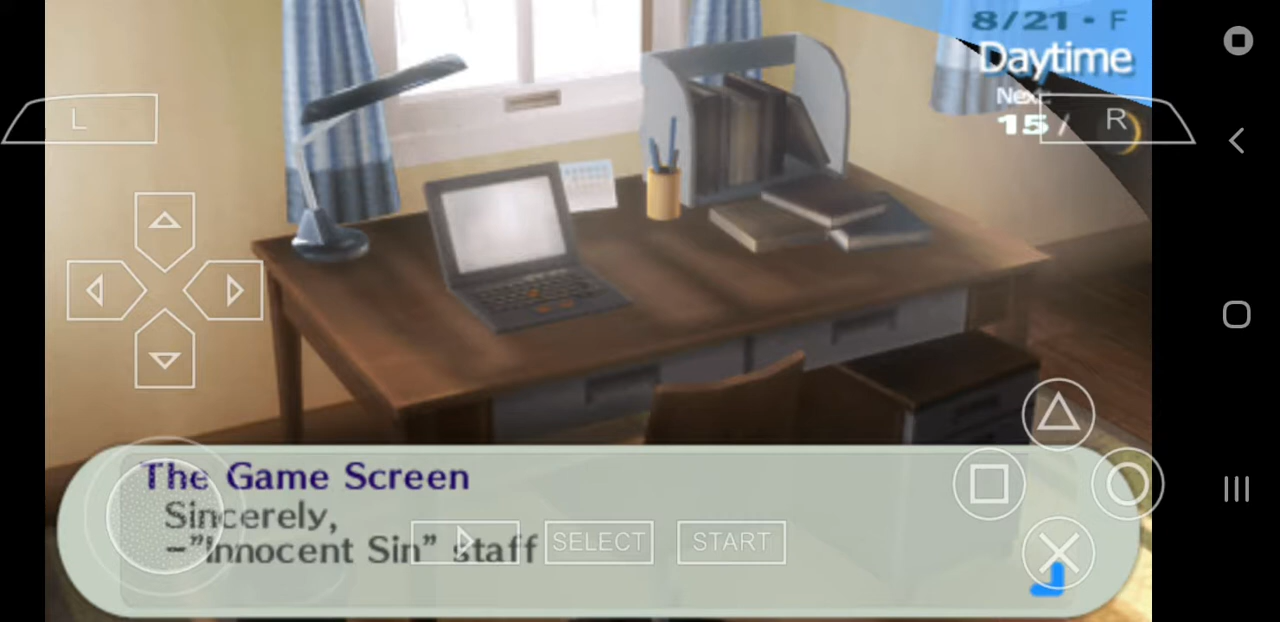 8/21 • F
Daytime
Next
15/
L
R
The Game Screen
Sincerely,
–"Innocent Sin" staff
SELECT
START